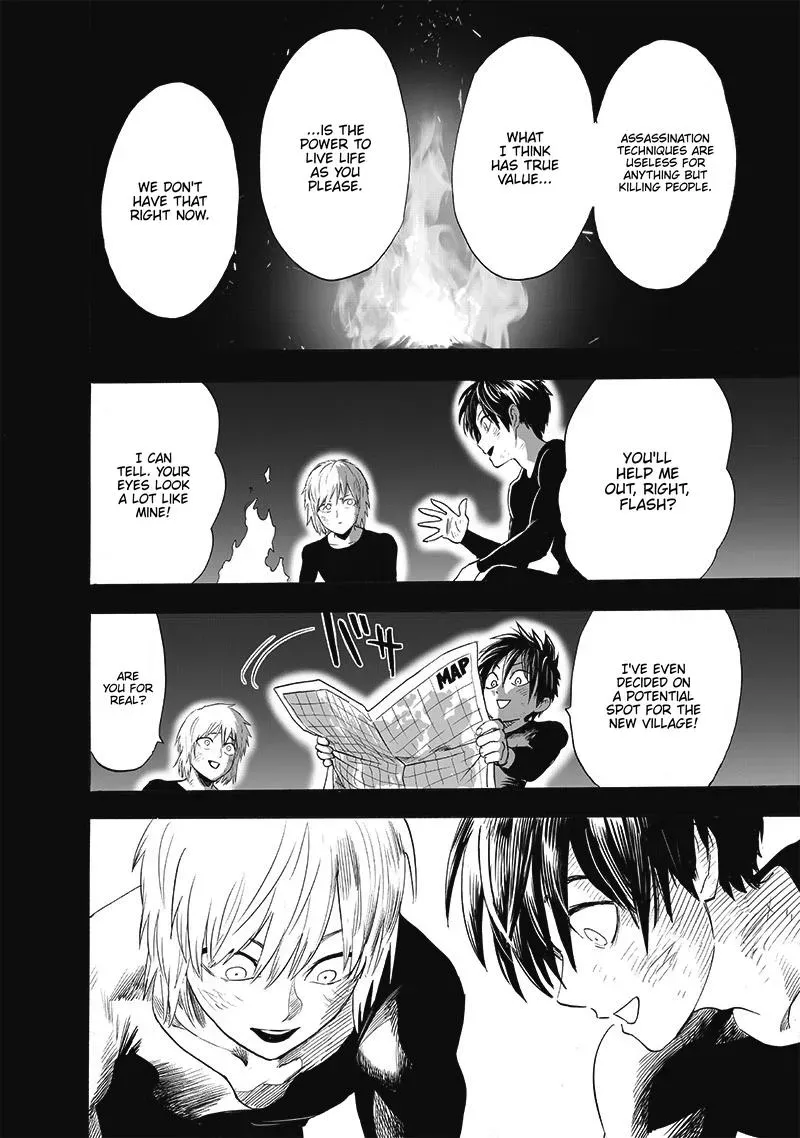 ASSASSINATION
TECHNIQUES ARE
USELESS FOR
ANYTHING BUT
KILLING PEOPLE.
WHAT
I THINK
HAS TRUE
VALUE...
...IS THE
POWER TO
LIVE LIFE
AS YOU
PLEASE.
WE DON'T
HAVE THAT
RIGHT NOW.
YOU'LL
HELP ME
OUT, RIGHT,
FLASH?
I CAN
TELL. YOUR
EYES LOOK
A LOT LIKE
MINE!
I'VE EVEN
DECIDED ON
A POTENTIAL
SPOT FOR THE
NEW VILLAGE!
MAP
バッ
ARE
YOU FOR
REAL?